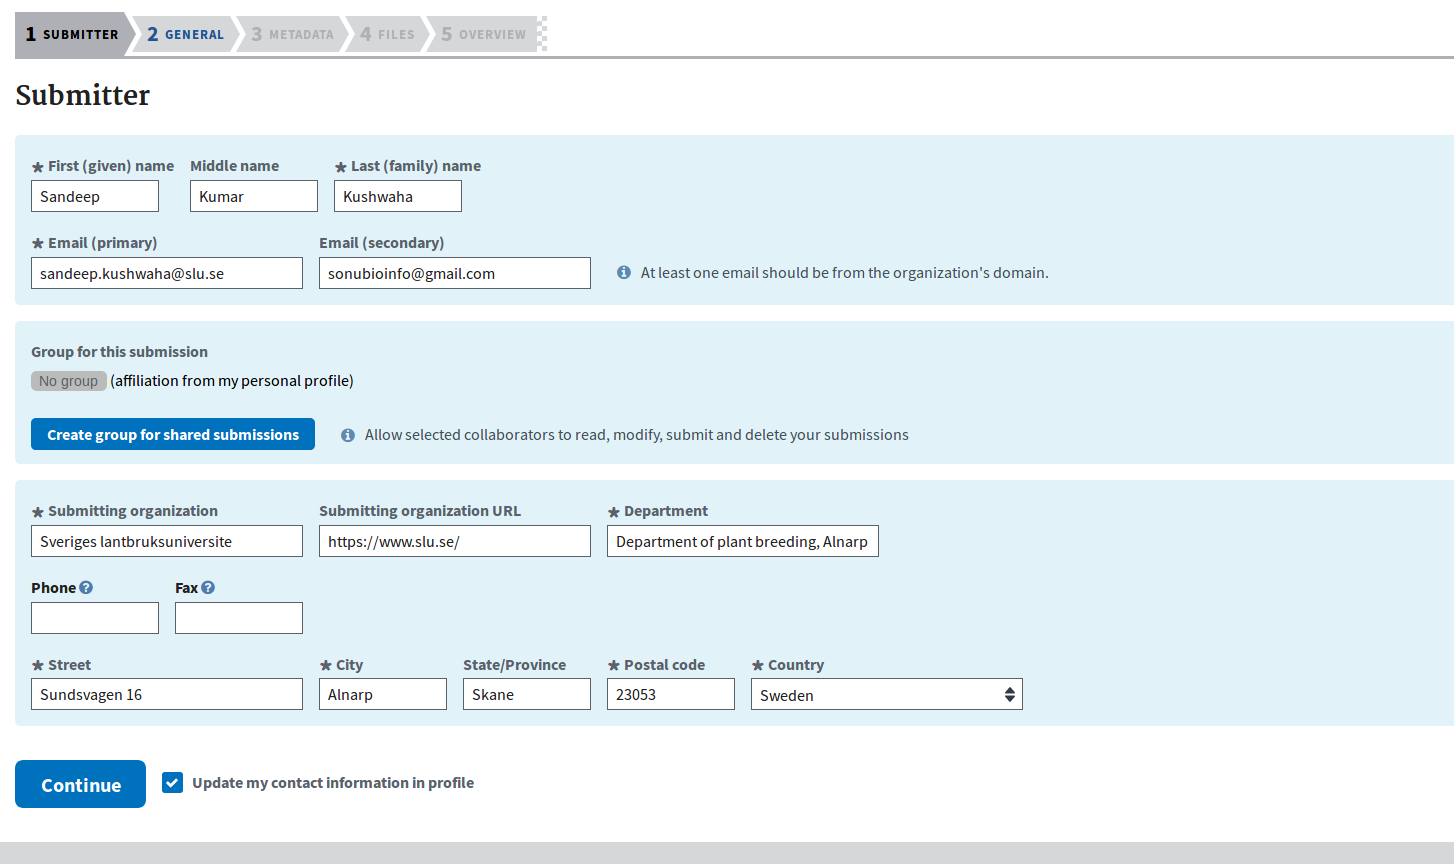 1 SUBMITTER 2 GENERAL 3 METADATA 4 FILES 5 OVERVIEW
Submitter
* First (given) name Middle name * Last (family) name
Sandeep Kumar Kushwaha
* Email (primary) Email (secondary)
sandeep.kushwaha@slu.se sonubioinfo@gmail.com At least one email should be from the organization's domain.
Group for this submission
No group (affiliation from my personal profile)
Create group for shared submissions Allow selected collaborators to read, modify, submit and delete your submissions
* Submitting organization Submitting organization URL * Department
Sveriges lantbruksuniversite https://www.slu.se/ Department of plant breeding, Alnarp
Phone ? Fax ?
* Street * City State/Province * Postal code * Country
Sundsvagen 16 Alnarp Skane 23053 Sweden
Continue Update my contact information in profile